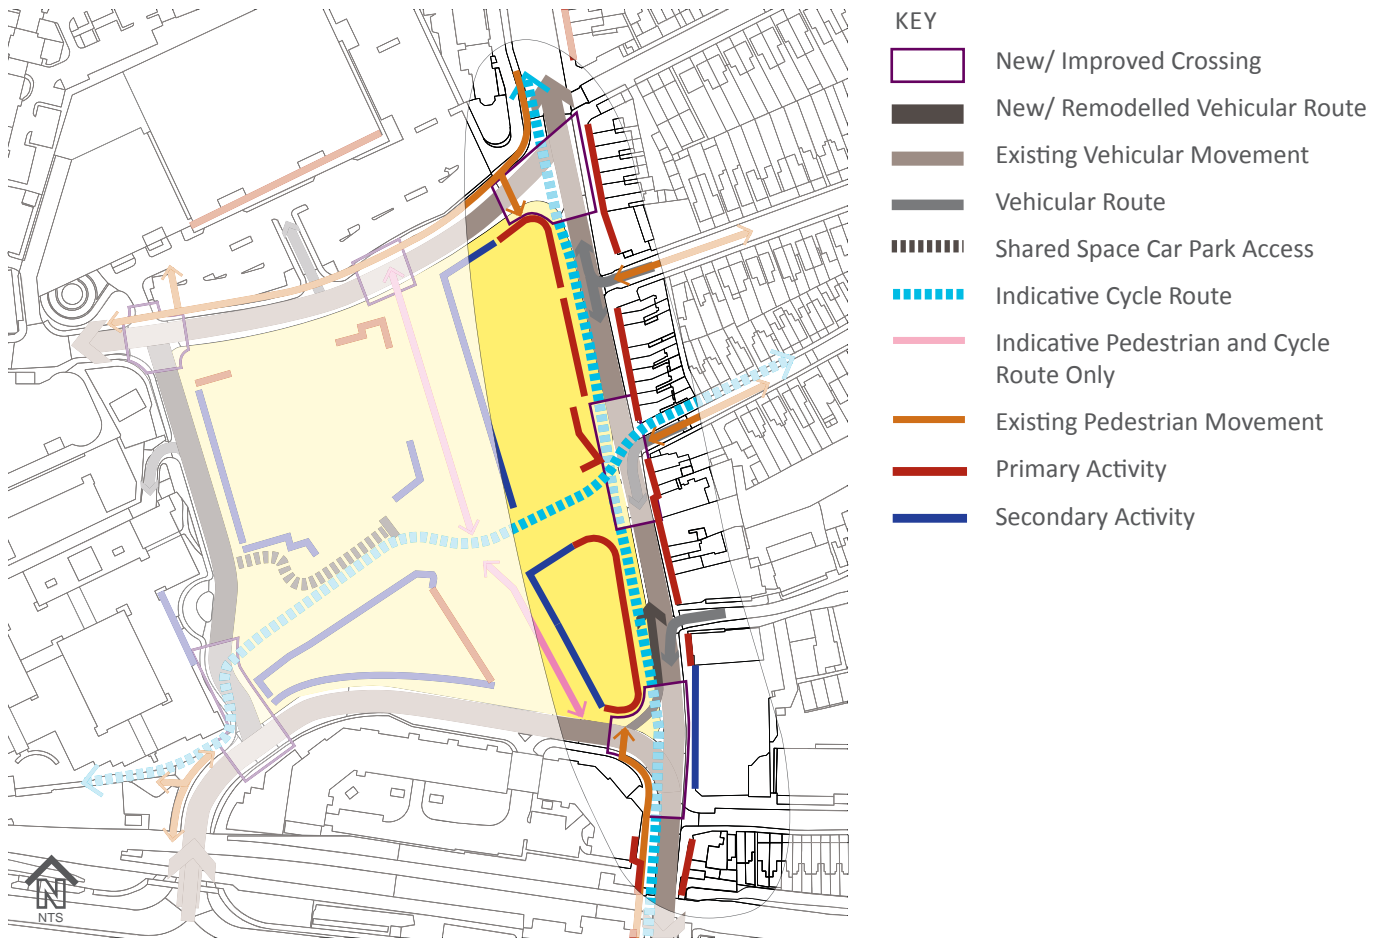 KEY
New/ Improved Crossing
New/ Remodelled Vehicular Route
Existing Vehicular Movement
Vehicular Route
Shared Space Car Park Access
Indicative Cycle Route
Indicative Pedestrian and Cycle
Route Only
Existing Pedestrian Movement
Primary Activity
Secondary Activity
N
NTS